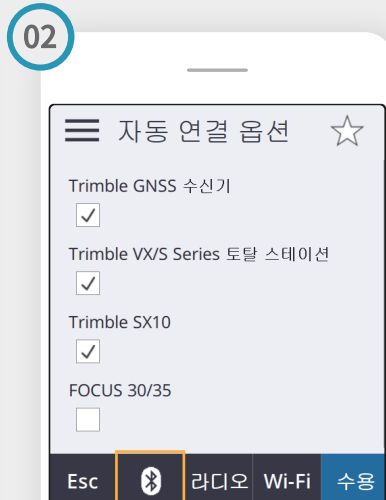 02
자동 연결 옵션
Trimble GNSS 수신기
Trimble VX/S Series 토탈 스테이션
Trimble SX10
FOCUS 30/35
Esc 라디오 Wi-Fi 수용